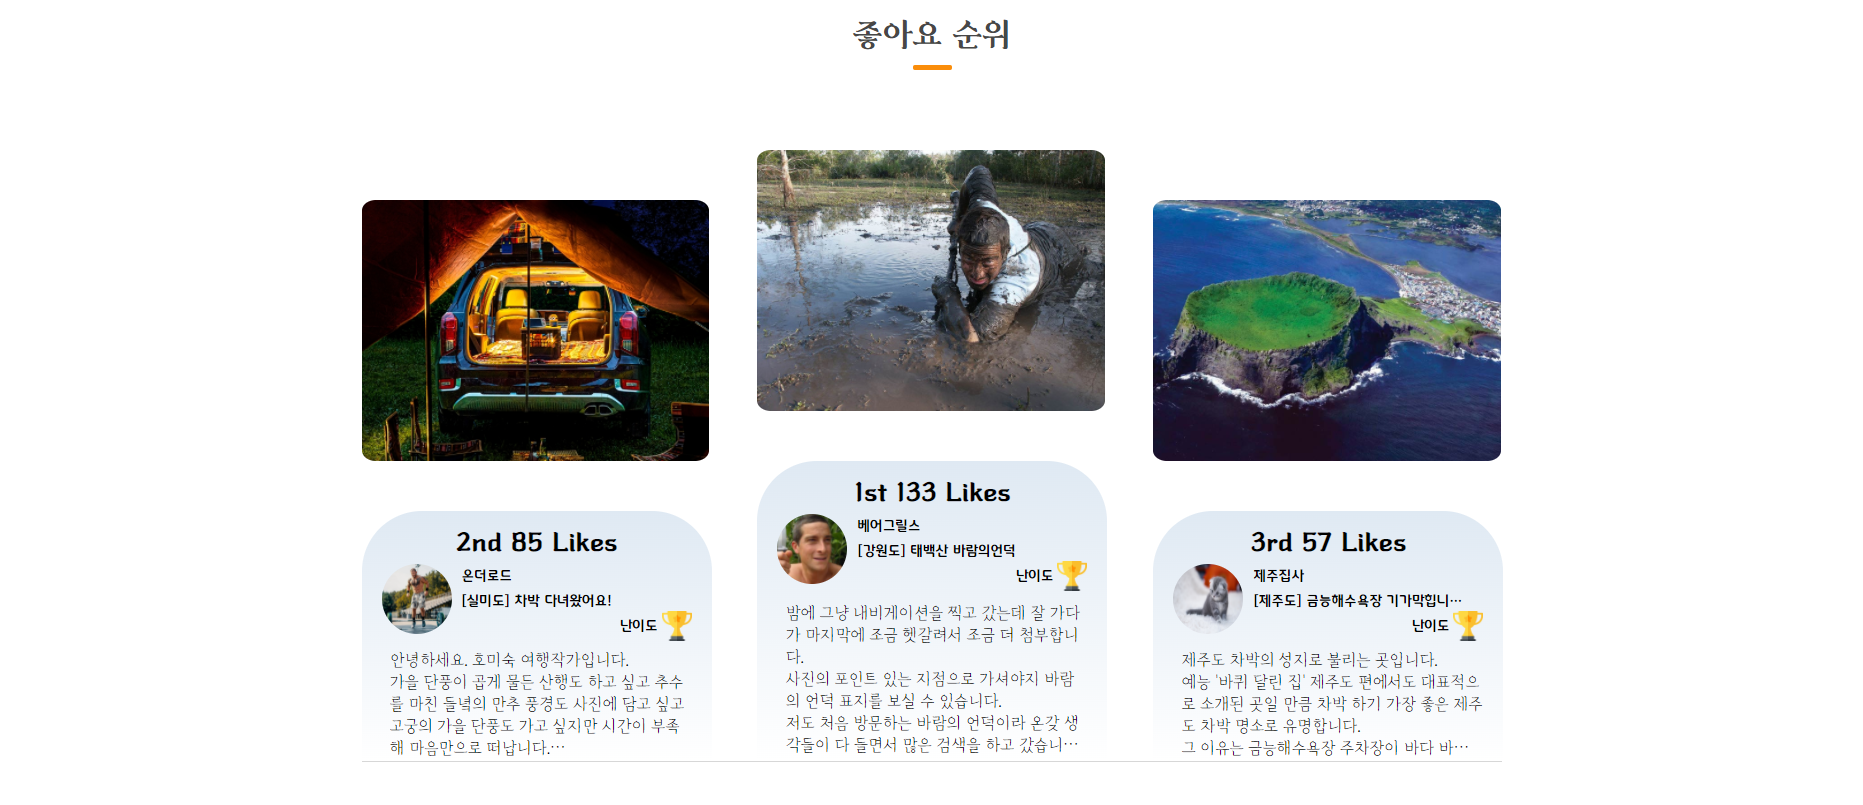 좋아요 순위
2nd 85 Likes
온더로드
[실미도] 차박 다녀왔어요!
난이도
안녕하세요. 호미숙 여행작가입니다.
가을 단풍이 곱게 물든 산행도 하고 싶고 추수
를 마친 들녘의 만추 풍경도 사진에 담고 싶고
고궁의 가을 단풍도 가고 싶지만 시간이 부족
해 마음만으로 떠납니다.…
1st 133 Likes
베어그릴스
[강원도] 태백산 바람의언덕
난이도
밤에 그냥 내비게이션을 찍고 갔는데 잘 가다
가 마지막에 조금 헷갈려서 조금 더 첨부합니
다.
사진의 포인트 있는 지점으로 가셔야지 바람
의 언덕 표지를 보실 수 있습니다.
저도 처음 방문하는 바람의 언덕이라 온갖 생
각들이 다 들면서 많은 검색을 하고 갔습니…
3rd 57 Likes
제주집사
[제주도] 금능해수욕장 기가막힙니…
난이도
제주도 차박의 성지로 불리는 곳입니다.
예능 '바퀴 달린 집' 제주도 편에서도 대표적으
로 소개된 곳일 만큼 차박 하기 가장 좋은 제주
도 차박 명소로 유명합니다.
그 이유는 금능해수욕장 주차장이 바다 바…